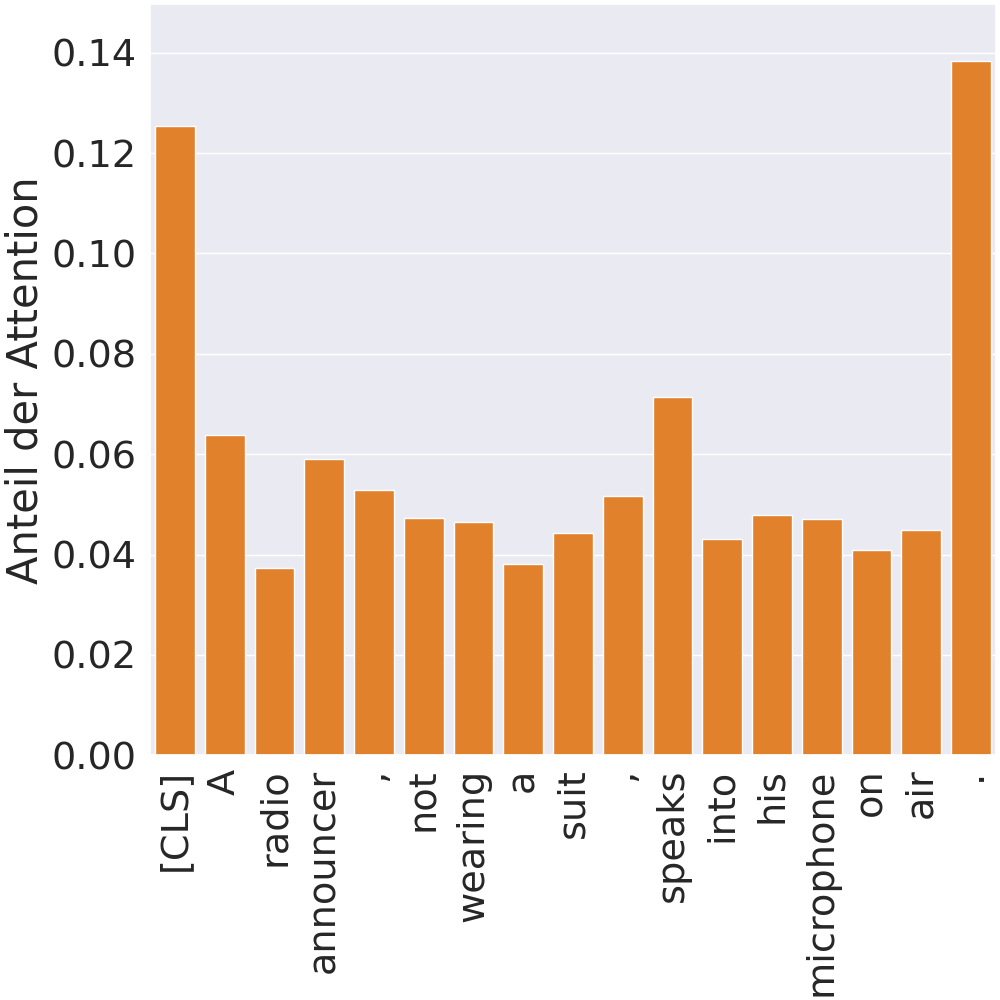 Anteil der Attention
0.14
0.12
0.10
0.08
0.06
0.04
0.02
0.00
[CLS]
A
radio
announcer
,
not
wearing
a
suit
,
speaks
into
his
microphone
on
air
.